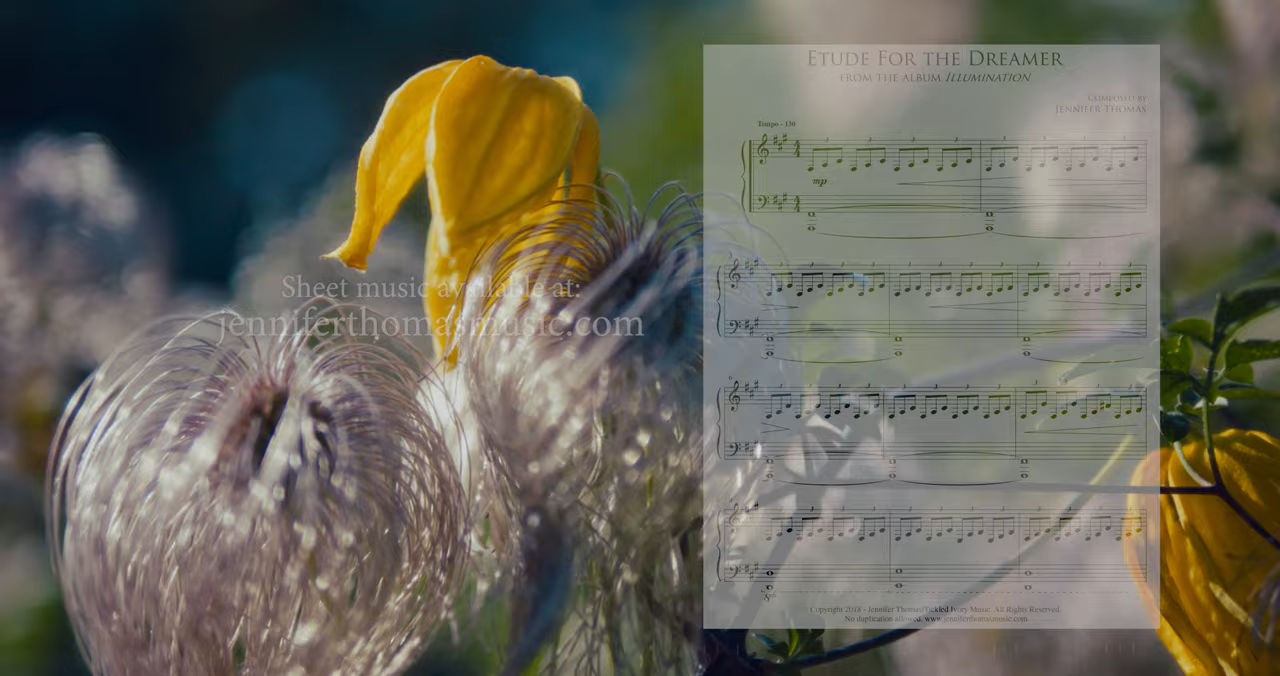 Sheet music available at:
jenniferthomasmusic.com
ETUDE FOR THE DREAMER
FROM THE ALBUM ILLUMINATION
COMPOSED BY
JENNIFER THOMAS
Tempo - 130
mp
Copyright 2018 - Jennifer Thomas/Tickled Ivory Music. All Rights Reserved.
No duplication allowed. www.jenniferthomasmusic.com